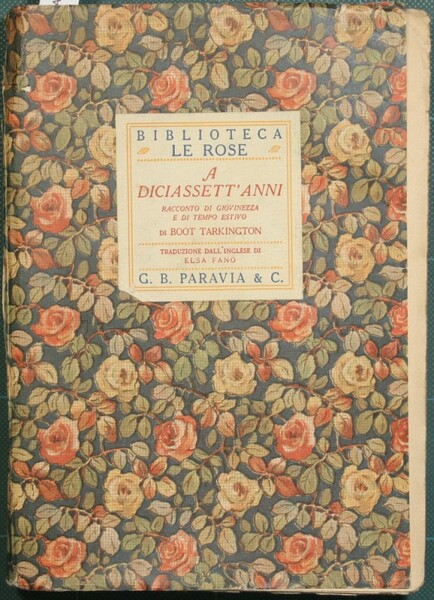 BIBLIOTECA
LE ROSE
A
DICIASSETT'ANNI
RACCONTO DI GIOVINEZZA
E DI TEMPO ESTIVO
DI BOOT TARKINGTON
TRADUZIONE DALL'INGLESE DI
ELSA FANO
G. B. PARAVIA & C.